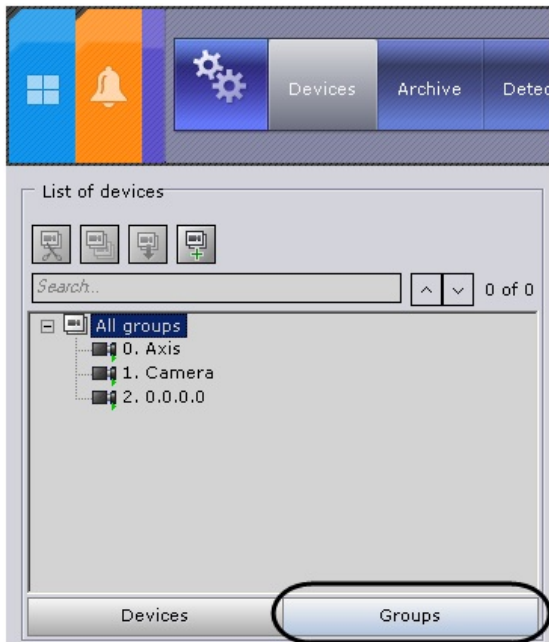 Devices Archive Detec
List of devices
Search... 0 of 0
All groups
0. Axis
1. Camera
2. 0.0.0.0
Devices Groups